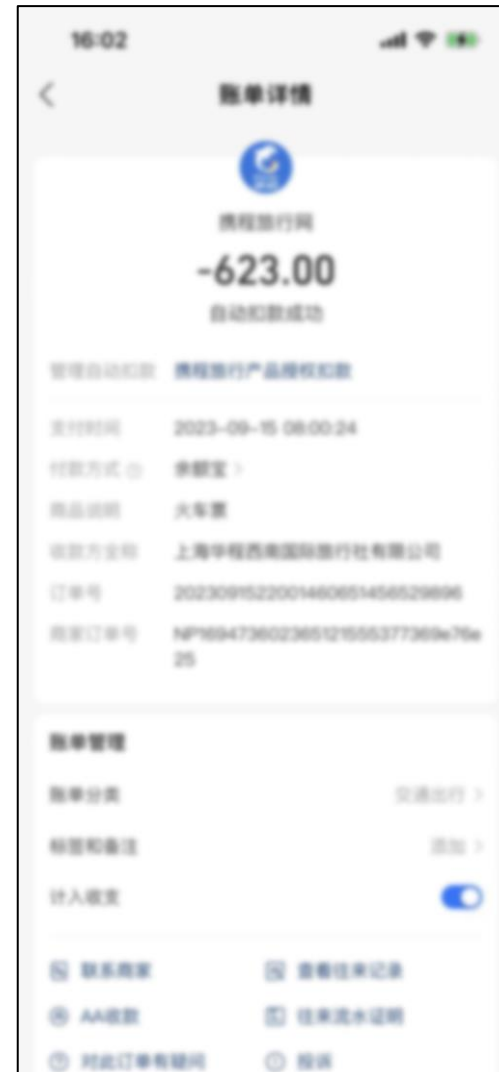 16:02
账单详情
携程旅行网
-623.00
自动扣款成功
管理自动扣款 携程旅行产品授权扣款
支付时间 2023-09-15 08:00:24
付款方式 余额宝
商品说明 火车票
收款方全称 上海华程西南国际旅行社有限公司
订单号
商家订单号
25
账单管理
账单分类 交通出行
标签和备注 添加
计入收支
联系商家 查看往来记录
AA收款 往来流水证明
对此订单有疑问 投诉